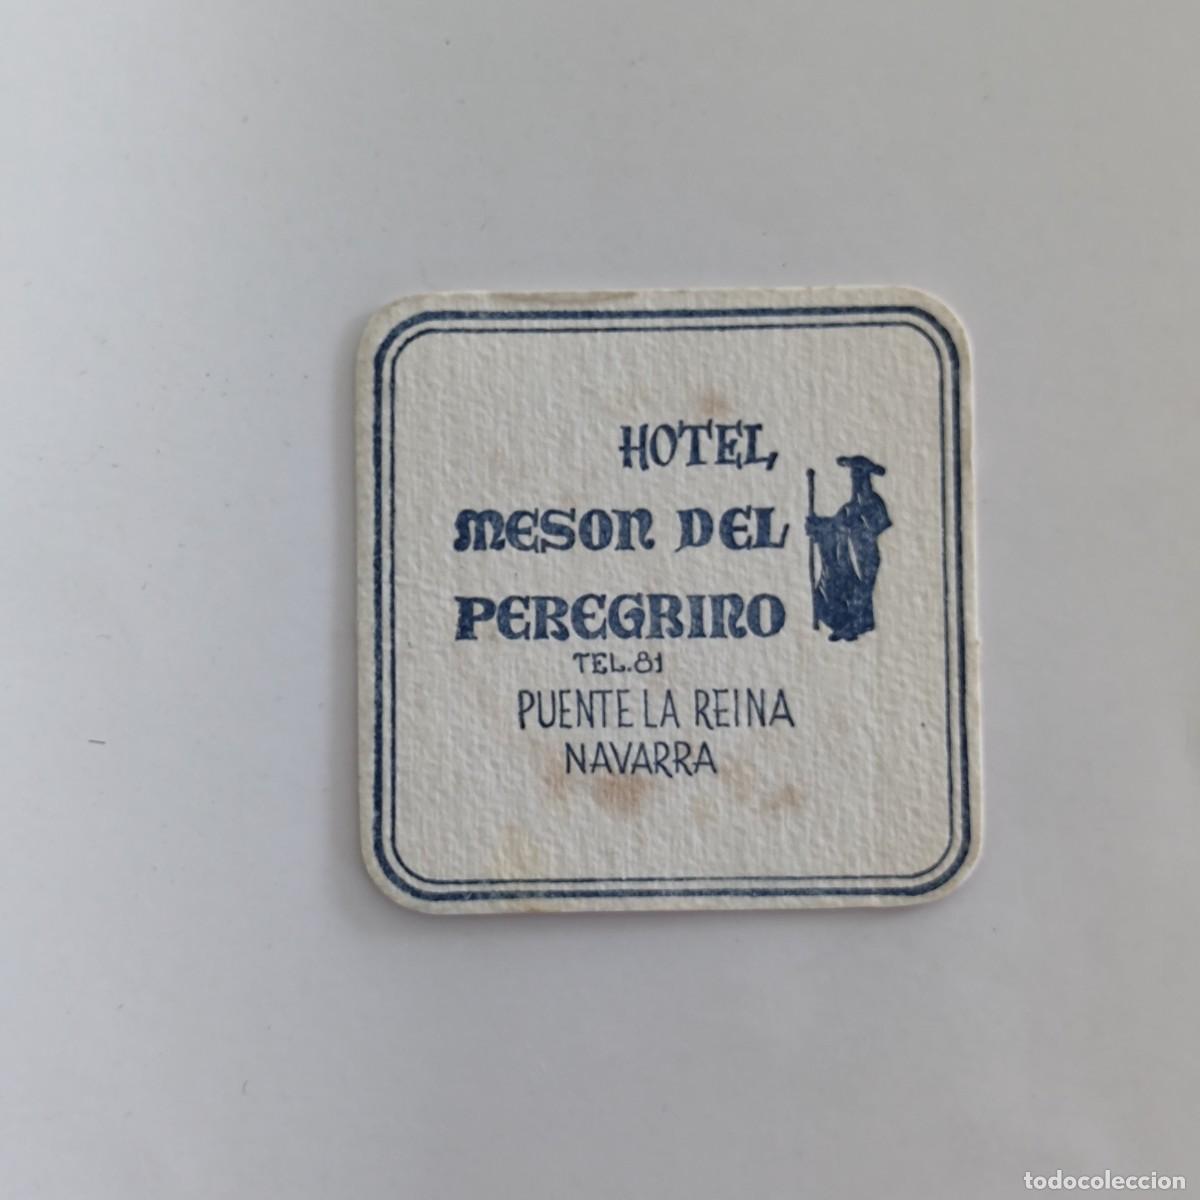 HOTEL
MESON DEL
PEREGRINO
TEL.81
PUENTE LA REINA
NAVARRA
todocoleccion